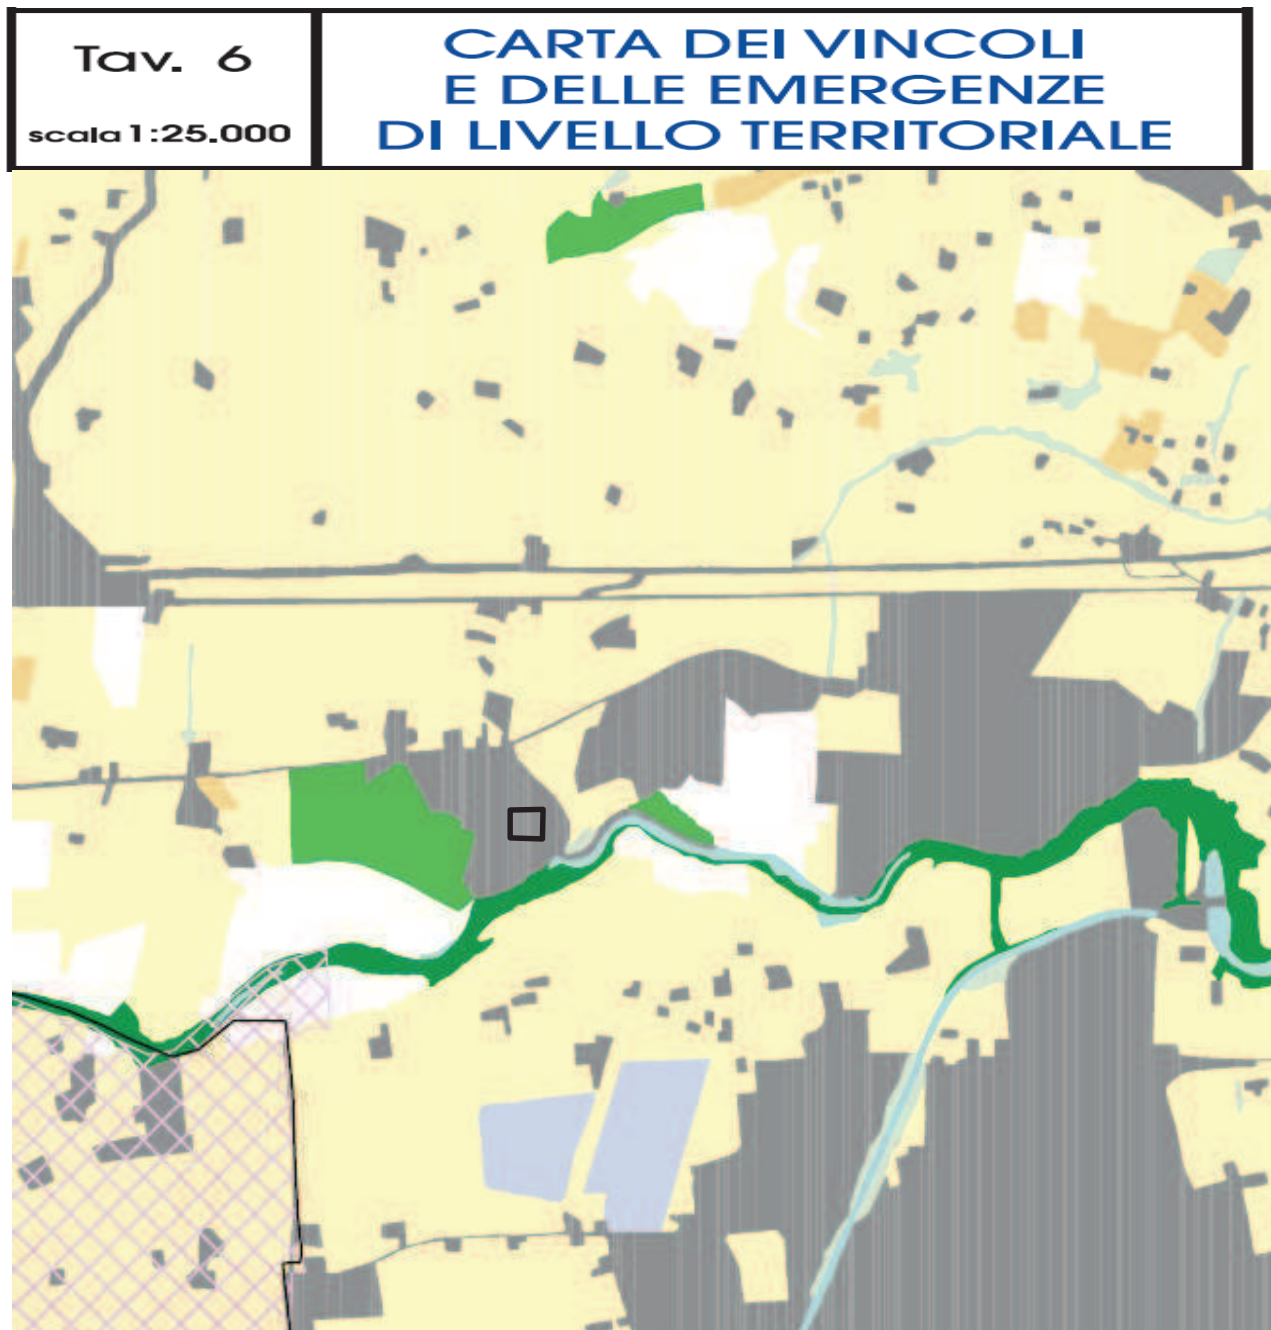 Tav. 6
scala 1:25.000
CARTA DEI VINCOLI
E DELLE EMERGENZE
DI LIVELLO TERRITORIALE